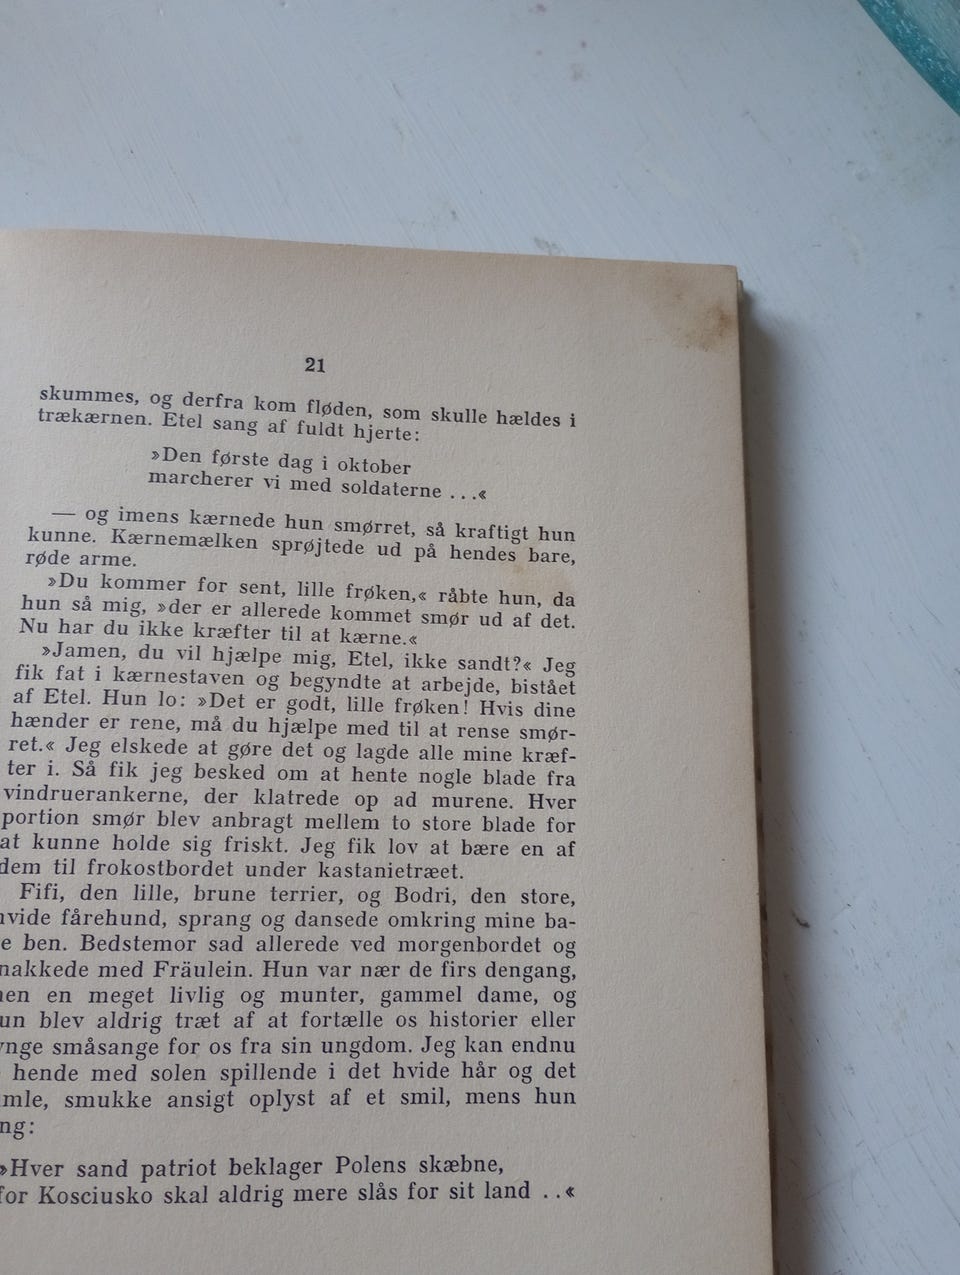 21
skummes, og derfra kom fløden, som skulle hældes i
trækærnen. Etel sang af fuldt hjerte:
»Den første dag i oktober
marcherer vi med soldaterne ...«
— og imens kærnede hun smørret, så kraftigt hun
kunne. Kærnemælken sprøjtede ud på hendes bare,
røde arme.
»Du kommer for sent, lille frøken,« råbte hun, da
hun så mig, »der er allerede kommet smør ud af det.
Nu har du ikke kræfter til at kærne.«
»Jamen, du vil hjælpe mig, Etel, ikke sandt?« Jeg
fik fat i kærnestaven og begyndte at arbejde, bistået
af Etel. Hun lo: »Det er godt, lille frøken! Hvis dine
hænder er rene, må du hjælpe med til at rense smør-
ret.« Jeg elskede at gøre det og lagde alle mine kræf-
ter i. Så fik jeg besked om at hente nogle blade fra
vindruerankerne, der klatrede op ad murene. Hver
portion smør blev anbragt mellem to store blade for
at kunne holde sig friskt. Jeg fik lov at bære en af
dem til frokostbordet under kastanietræet.
Fifi, den lille, brune terrier, og Bodri, den store,
vide fårehund, sprang og dansede omkring mine ba-
e ben. Bedstemor sad allerede ved morgenbordet og
nakkede med Fräulein. Hun var nær de firs dengang,
en en meget livlig og munter, gammel dame, og
un blev aldrig træt af at fortælle os historier eller
nge småsange for os fra sin ungdom. Jeg kan endnu
hende med solen spillende i det hvide hår og det
mle, smukke ansigt oplyst af et smil, mens hun
ng:
»Hver sand patriot beklager Polens skæbne,
for Kosciusko skal aldrig mere slås for sit land ..«